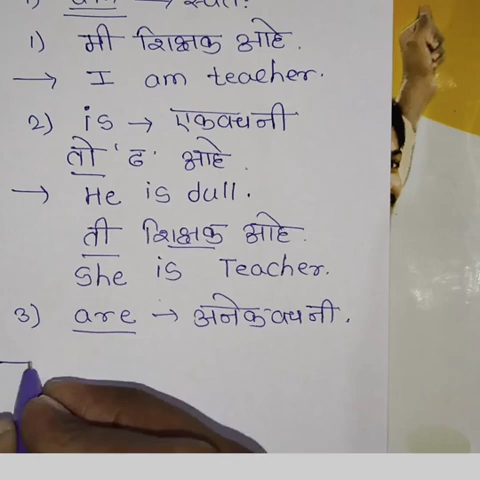 1) मी शिक्षक आहे.
→ I am teacher.
2) is → एकवचनी
तो 'ढ' आहे
→ He is dull.
ती शिक्षक आहे.
She is Teacher.
3) are → अनेकवचनी.